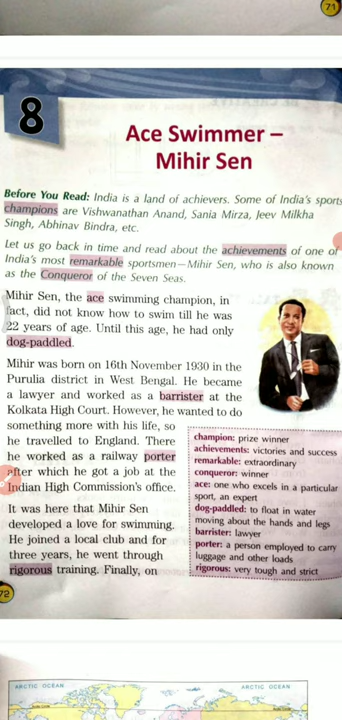 71
8
Ace Swimmer –
Mihir Sen
Before You Read: India is a land of achievers. Some of India's sports
champions are Vishwanathan Anand, Sania Mirza, Jeev Milkha
Singh, Abhinav Bindra, etc.
Let us go back in time and read about the achievements of one of
India's most remarkable sportsmen—Mihir Sen, who is also known
as the Conqueror of the Seven Seas.
Mihir Sen, the ace swimming champion, in
fact, did not know how to swim till he was
22 years of age. Until this age, he had only
dog-paddled.
Mihir was born on 16th November 1930 in the
Purulia district in West Bengal. He became
a lawyer and worked as a barrister at the
Kolkata High Court. However, he wanted to do
something more with his life, so
he travelled to England. There
he worked as a railway porter
after which he got a job at the
Indian High Commission's office.
It was here that Mihir Sen
developed a love for swimming.
He joined a local club and for
three years, he went through
rigorous training. Finally, on
champion: prize winner
achievements: victories and success
remarkable: extraordinary
conqueror: winner
ace: one who excels in a particular
sport, an expert
dog-paddled: to float in water
moving about the hands and legs
barrister: lawyer
porter: a person employed to carry
luggage and other loads
rigorous: very tough and strict
72
ARCTIC OCEAN
ARCTIC OCEAN